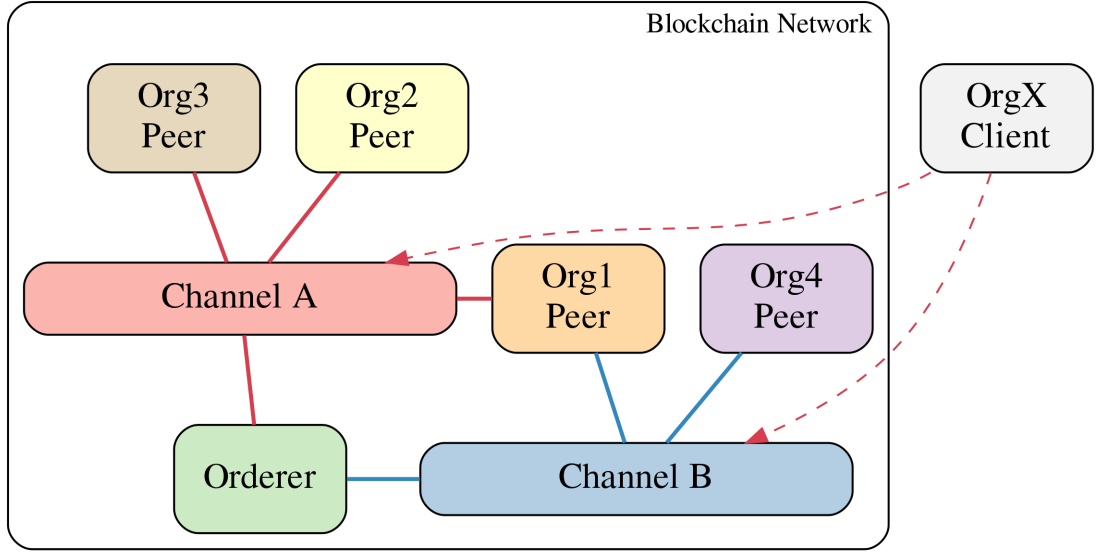 Blockchain Network
Org3
Peer
Org2
Peer
OrgX
Client
Channel A
Org1
Peer
Org4
Peer
Orderer
Channel B